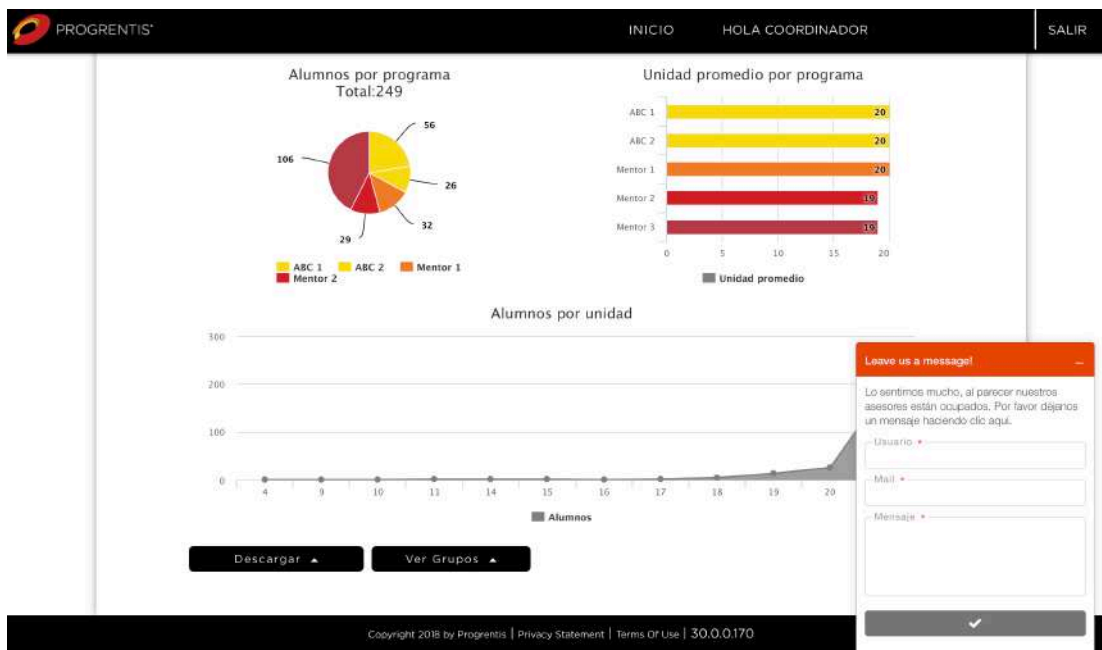 PROGRENTIS
INICIO
HOLA COORDINADOR
SALIR
Alumnos por programa
Total:249
56
106
26
32
29
ABC 1 ABC 2 Mentor 1
Mentor 2
Unidad promedio por programa
ABC 1 20
ABC 2 20
Mentor 1 20
Mentor 2 19
Mentor 3 19
0 5 10 15 20
Unidad promedio
Alumnos por unidad
300
200
100
0
4 9 10 13 14 15 16 17 18 19 20
Alumnos
Descargar
Ver Grupos
Leave us a message!
Lo sentimos mucho, al parecer nuestros
asesores están ocupados. Por favor déjanos
un mensaje haciendo clic aquí.
Usuario *
Mail *
Mensaje *
Copyright 2018 by Progrentis | Privacy Statement | Terms Of Use | 30.0.0.170